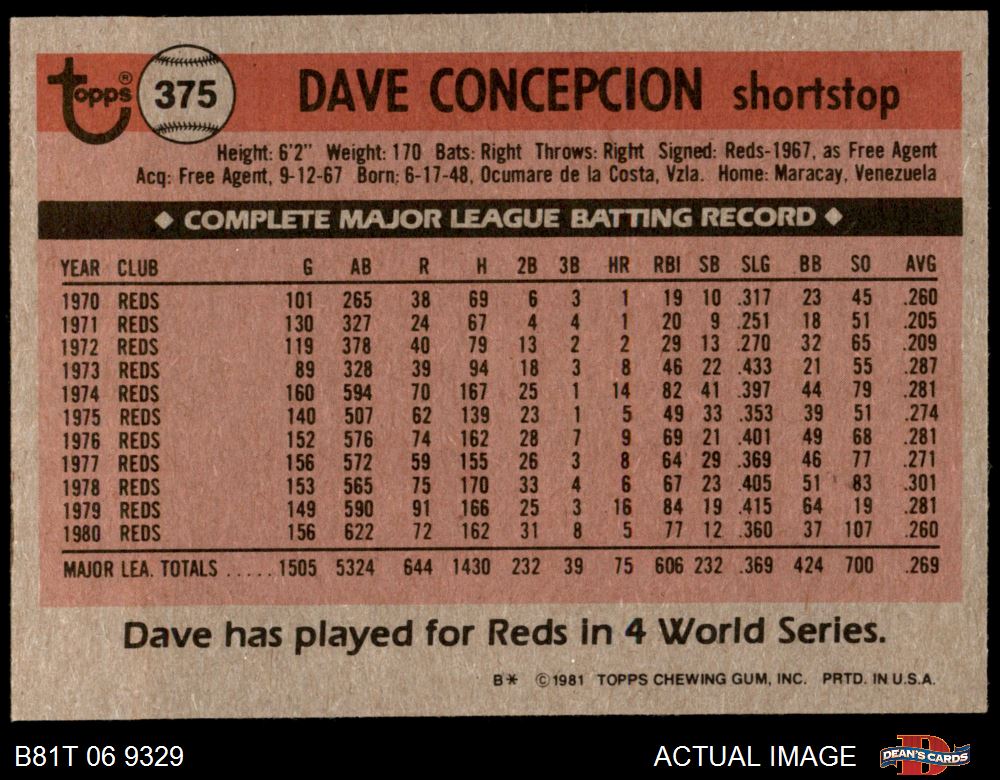 Topps® 375 DAVE CONCEPCION shortstop
Height: 6'2" Weight: 170 Bats: Right Throws: Right Signed: Reds-1967, as Free Agent
Acq: Free Agent, 9-12-67 Born: 6-17-48, Ocumare de la Costa, Vzla. Home: Maracay, Venezuela
◆ COMPLETE MAJOR LEAGUE BATTING RECORD ◆
YEAR CLUB G AB R H 2B 3B HR RBI SB SLG BB SO AVG
1970 REDS 101 265 38 69 6 3 1 19 10 .317 23 45 .260
1971 REDS 130 327 24 67 4 4 1 20 9 .251 18 51 .205
1972 REDS 119 378 40 79 13 2 2 29 13 .270 32 65 .209
1973 REDS 89 328 39 94 18 3 8 46 22 .433 21 55 .287
1974 REDS 160 594 70 167 25 1 14 82 41 .397 44 79 .281
1975 REDS 140 507 62 139 23 1 5 49 33 .353 39 51 .274
1976 REDS 152 576 74 162 28 7 9 69 21 .401 49 68 .281
1977 REDS 156 572 59 155 26 3 8 64 29 .369 46 77 .271
1978 REDS 153 565 75 170 33 4 6 67 23 .405 51 83 .301
1979 REDS 149 590 91 166 25 3 16 84 19 .415 64 19 .281
1980 REDS 156 622 72 162 31 8 5 77 12 .360 37 107 .260
MAJOR LEA. TOTALS ..... 1505 5324 644 1430 232 39 75 606 232 .369 424 700 .269
Dave has played for Reds in 4 World Series.
B* ©1981 TOPPS CHEWING GUM, INC. PRTD. IN U.S.A.
B81T 06 9329 ACTUAL IMAGE DEAN'S CARDS